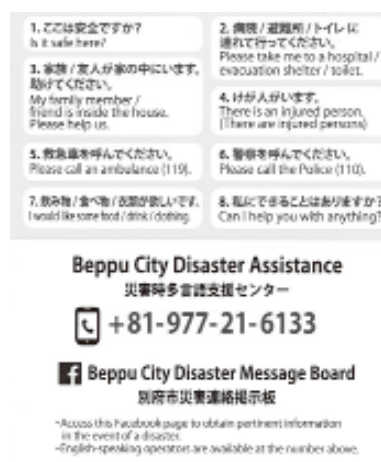 1. ここは安全ですか?
Is it safe here?
2. 病院 / 避難所 / トイレ に
連れて行ってください。
Please take me to a hospital /
evacuation shelter / toilet.
3. 家族 / 友人が家の中にいます。
助けてください。
My family member /
friend is inside the house.
Please help us.
4. けが人がいます。
There is an injured person.
(There are injured persons)
5. 救急車を呼んでください。
Please call an ambulance (119).
6. 警察を呼んでください。
Please call the Police (110).
7. 飲み物 / 食べ物 / 衣類が欲しいです。
I would like some food / drink / clothing.
8. 私にできることはありますか?
Can I help you with anything?
Beppu City Disaster Assistance
災害時多言語支援センター
+81-977-21-6133
Beppu City Disaster Message Board
別府市災害連絡掲示板
-Access this Facebook page to obtain pertinent information
in the event of a disaster.
-English-speaking operators are available at the number above.